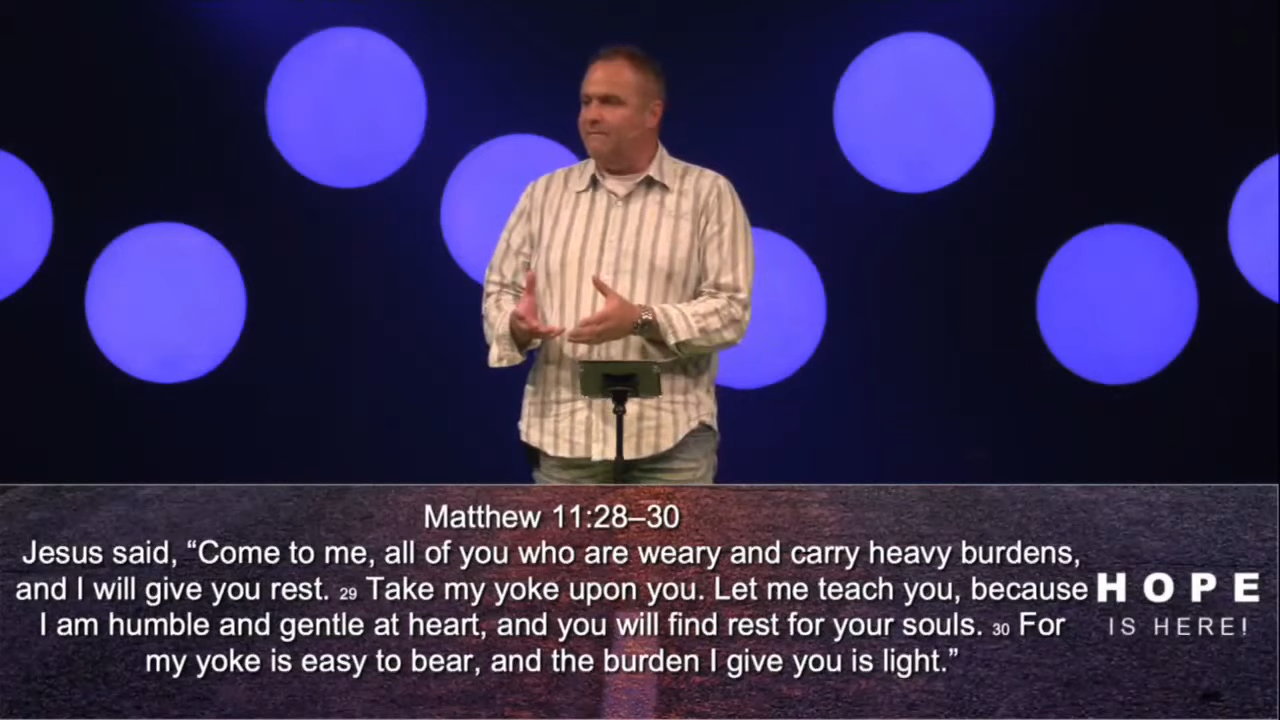 Matthew 11:28–30
Jesus said, “Come to me, all of you who are weary and carry heavy burdens,
and I will give you rest. 29 Take my yoke upon you. Let me teach you, because
I am humble and gentle at heart, and you will find rest for your souls. 30 For
my yoke is easy to bear, and the burden I give you is light.”
HOPE
IS HERE!